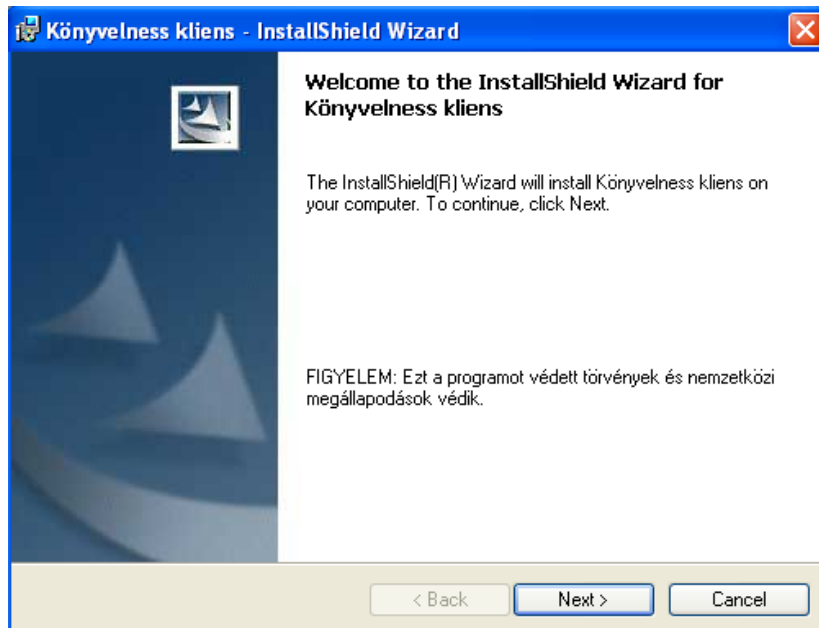 Könyvelness kliens - InstallShield Wizard
Welcome to the InstallShield Wizard for
Könyvelness kliens
The InstallShield(R) Wizard will install Könyvelness kliens on
your computer. To continue, click Next.
FIGYELEM: Ezt a programot védett törvények és nemzetközi
megállapodások védik.
< Back
Next >
Cancel